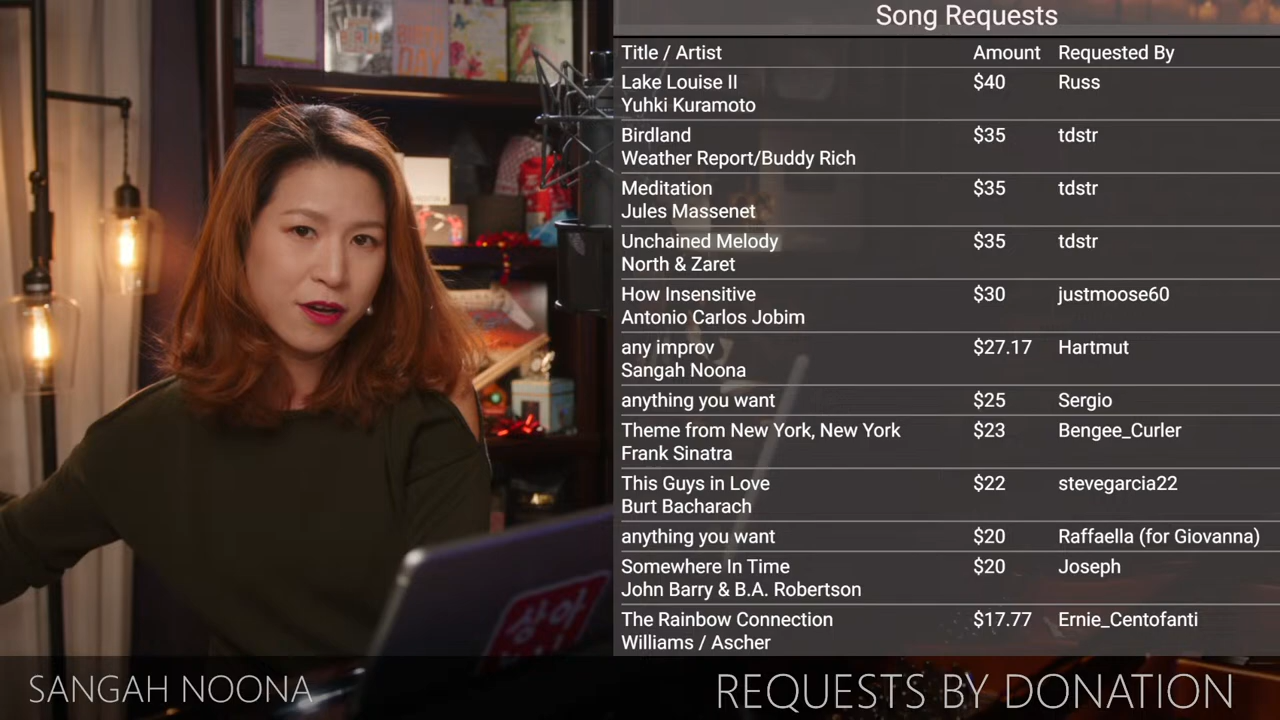 Song Requests
Title / Artist Amount Requested By
Lake Louise II $40 Russ
Yuhki Kuramoto
Birdland $35 tdstr
Weather Report/Buddy Rich
Meditation $35 tdstr
Jules Massenet
Unchained Melody $35 tdstr
North & Zaret
How Insensitive $30 justmoose60
Antonio Carlos Jobim
any improv $27.17 Hartmut
Sangah Noona
anything you want $25 Sergio
Theme from New York, New York $23 Bengee_Curler
Frank Sinatra
This Guys in Love $22 stevegarcia22
Burt Bacharach
anything you want $20 Raffaella (for Giovanna)
Somewhere In Time $20 Joseph
John Barry & B.A. Robertson
The Rainbow Connection $17.77 Ernie_Centofanti
Williams / Ascher
상아
SANGAH NOONA
REQUESTS BY DONATION